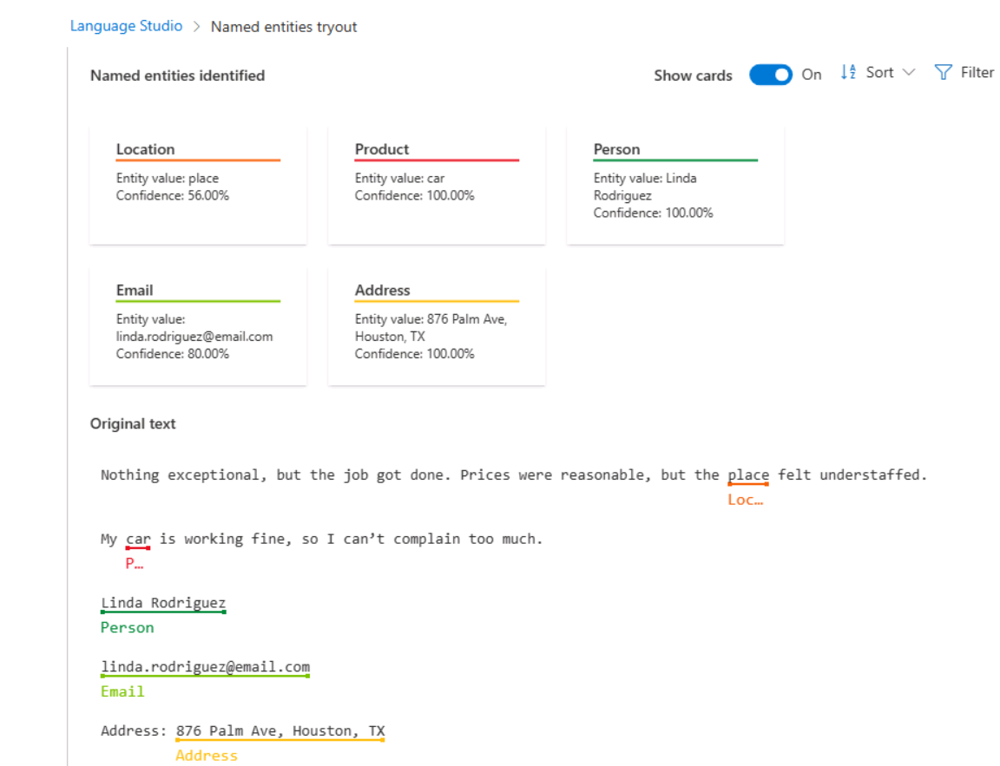 Language Studio > Named entities tryout
Named entities identified
Show cards On Sort Filter
Location
Entity value: place
Confidence: 56.00%
Product
Entity value: car
Confidence: 100.00%
Person
Entity value: Linda
Rodriguez
Confidence: 100.00%
Email
Entity value:
linda.rodriguez@email.com
Confidence: 80.00%
Address
Entity value: 876 Palm Ave,
Houston, TX
Confidence: 100.00%
Original text
Nothing exceptional, but the job got done. Prices were reasonable, but the place felt understaffed.
Loc...
My car is working fine, so I can’t complain too much.
P...
Linda Rodriguez
Person
linda.rodriguez@email.com
Email
Address: 876 Palm Ave, Houston, TX
Address